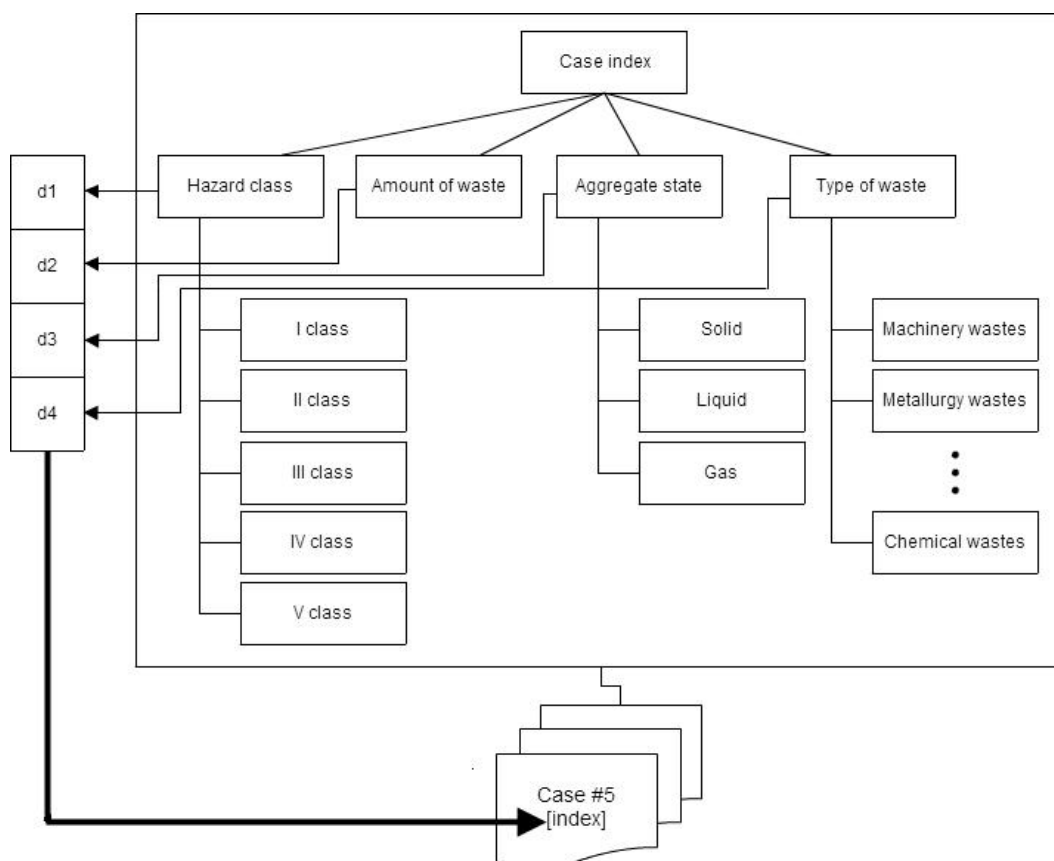 Case index
Hazard class
Amount of waste
Aggregate state
Type of waste
d1
d2
d3
d4
I class
II class
III class
IV class
V class
Solid
Liquid
Gas
Machinery wastes
Metallurgy wastes
Chemical wastes
Case #5
[index]